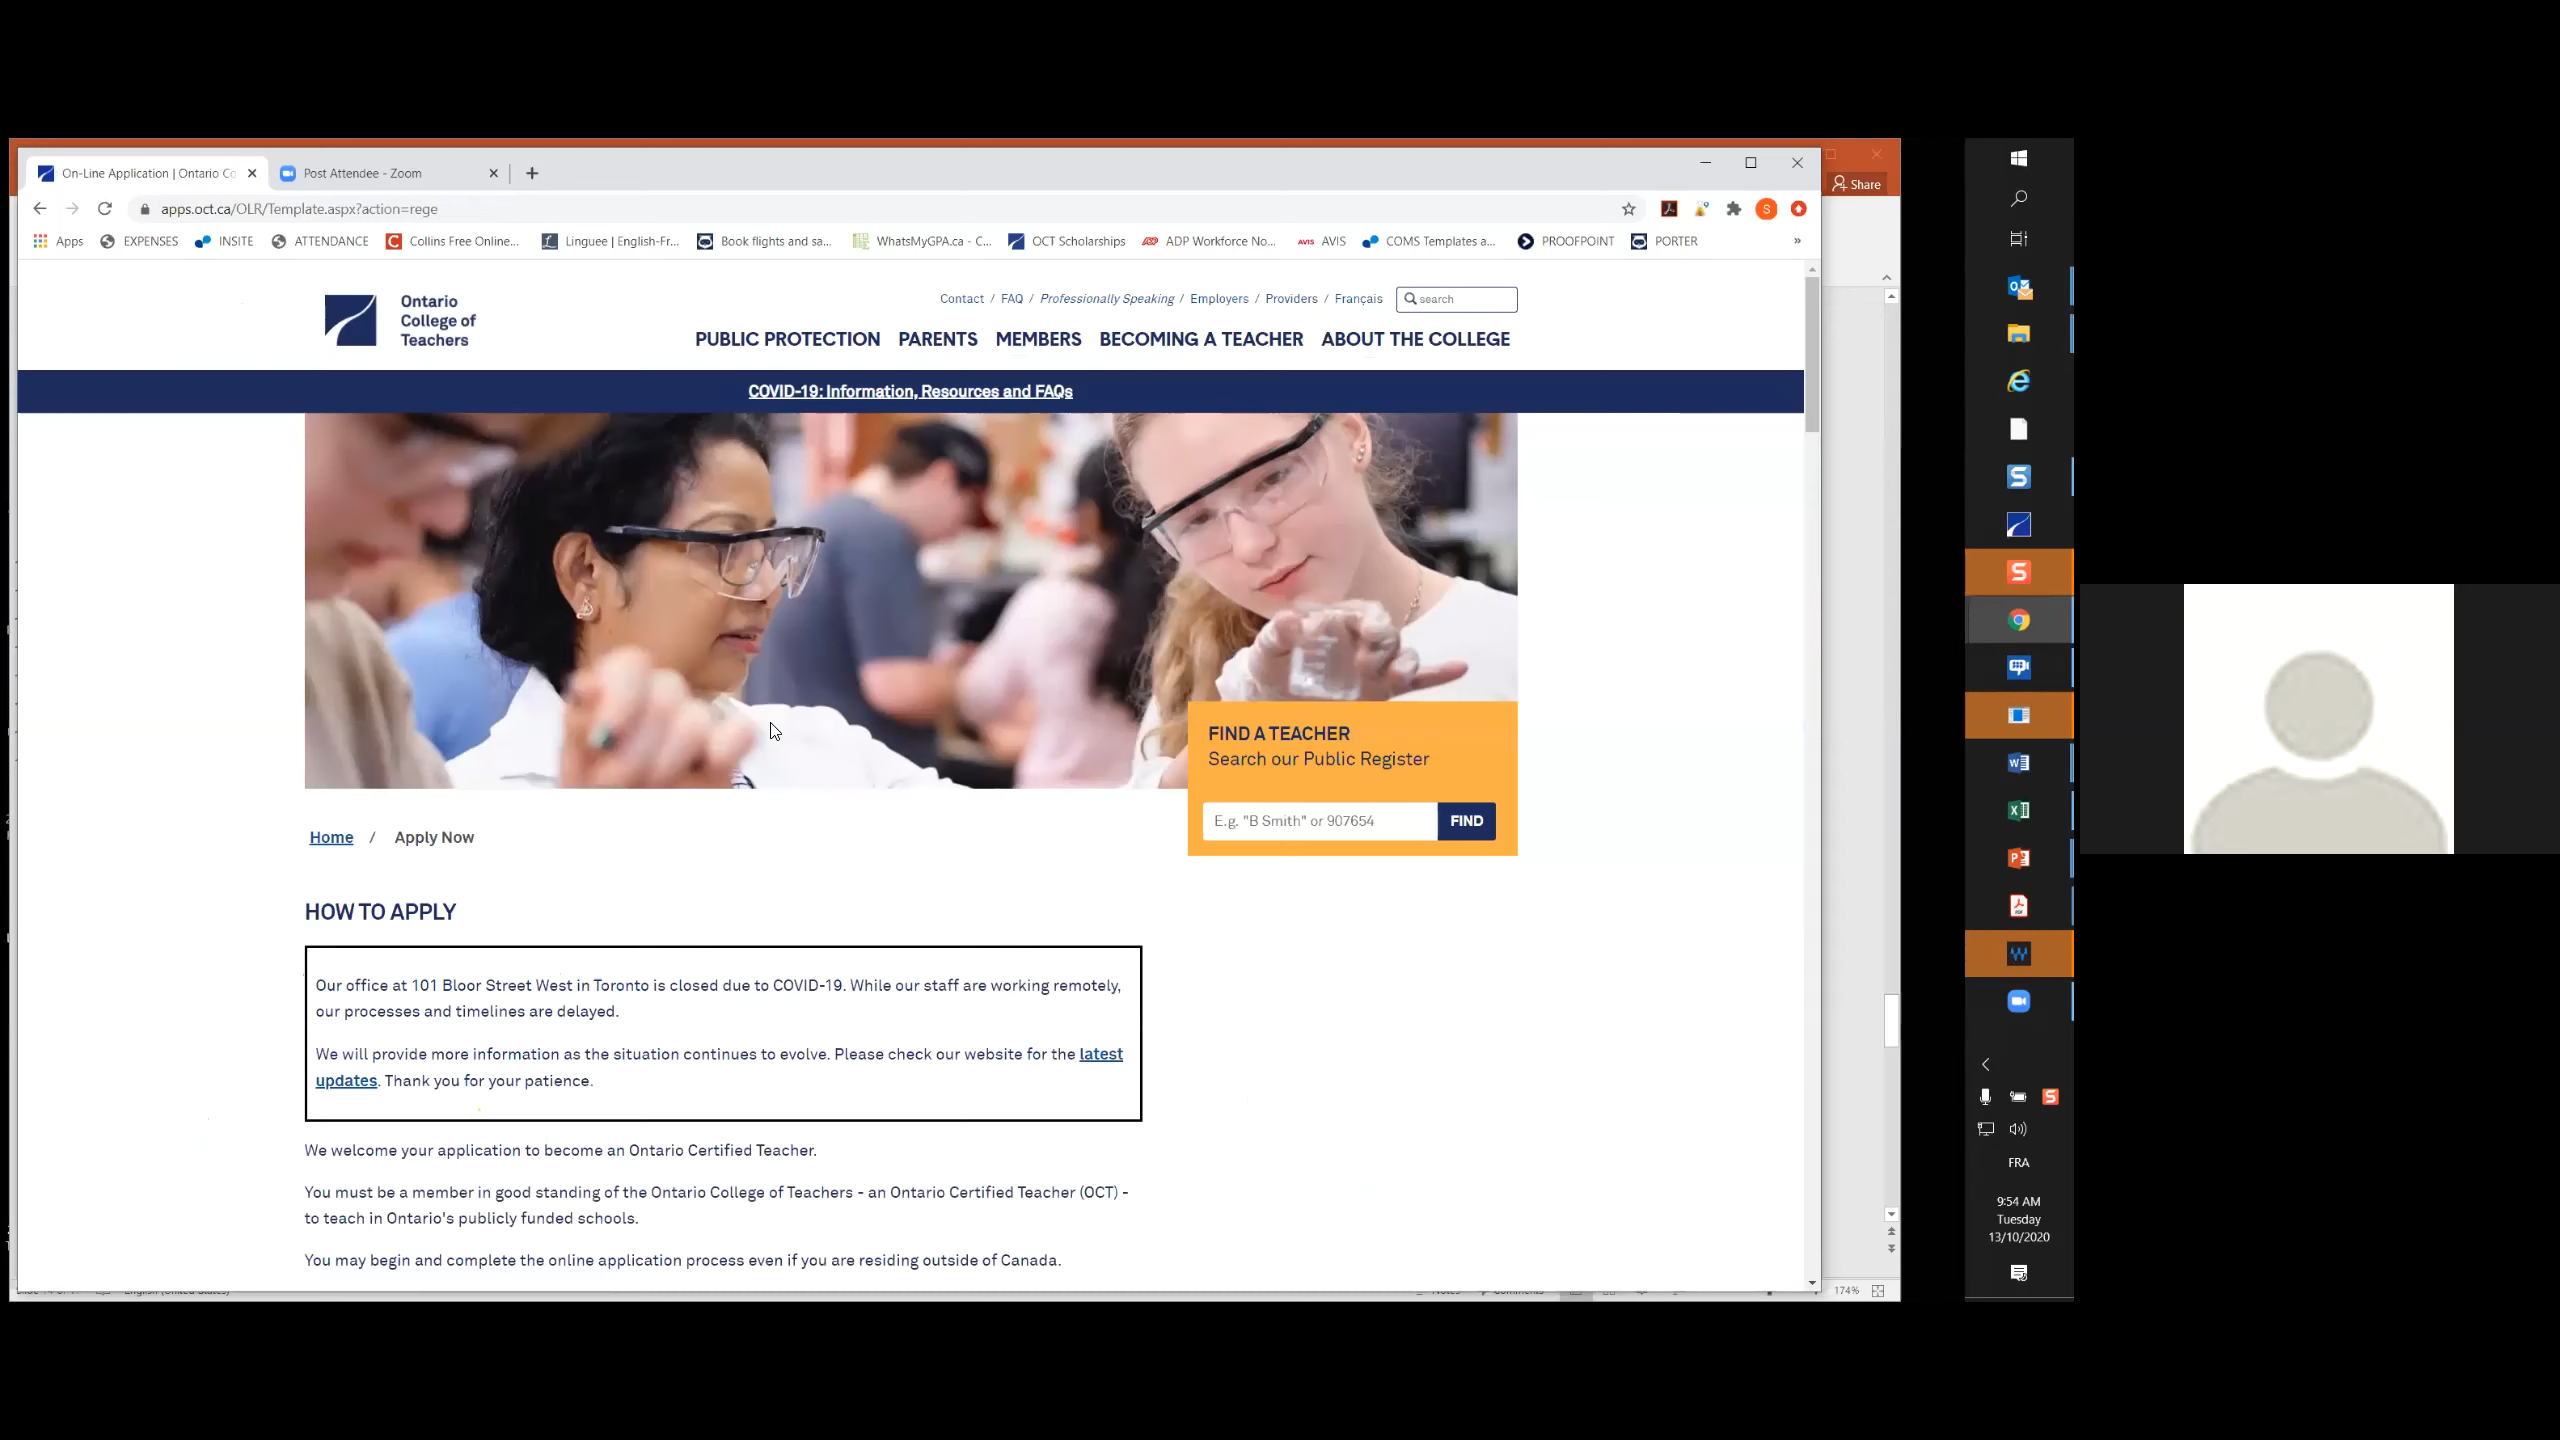 On-Line Application | Ontario Co
Post Attendee - Zoom
Share
apps.oct.ca/OLR/Template.aspx?action=rege
S
Apps EXPENSES INSITE ATTENDANCE Collins Free Online... Linguee | English-Fr... Book flights and sa... WhatsMyGPA.ca - C... OCT Scholarships ADP Workforce No... AVIS AVIS COMS Templates a... PROOFPOINT PORTER »
Ontario
College of
Teachers
Contact / FAQ / Professionally Speaking / Employers / Providers / Français
search
PUBLIC PROTECTION PARENTS MEMBERS BECOMING A TEACHER ABOUT THE COLLEGE
COVID-19: Information, Resources and FAQs
FIND A TEACHER
Search our Public Register
E.g. "B Smith" or 907654
FIND
Home / Apply Now
HOW TO APPLY
Our office at 101 Bloor Street West in Toronto is closed due to COVID-19. While our staff are working remotely,
our processes and timelines are delayed.
We will provide more information as the situation continues to evolve. Please check our website for the latest
updates. Thank you for your patience.
We welcome your application to become an Ontario Certified Teacher.
You must be a member in good standing of the Ontario College of Teachers - an Ontario Certified Teacher (OCT) -
to teach in Ontario's publicly funded schools.
You may begin and complete the online application process even if you are residing outside of Canada.
174%
FRA
9:54 AM
Tuesday
13/10/2020